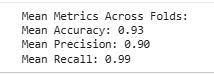 Mean Metrics Across Folds:
Mean Accuracy: 0.93
Mean Precision: 0.90
Mean Recall: 0.99